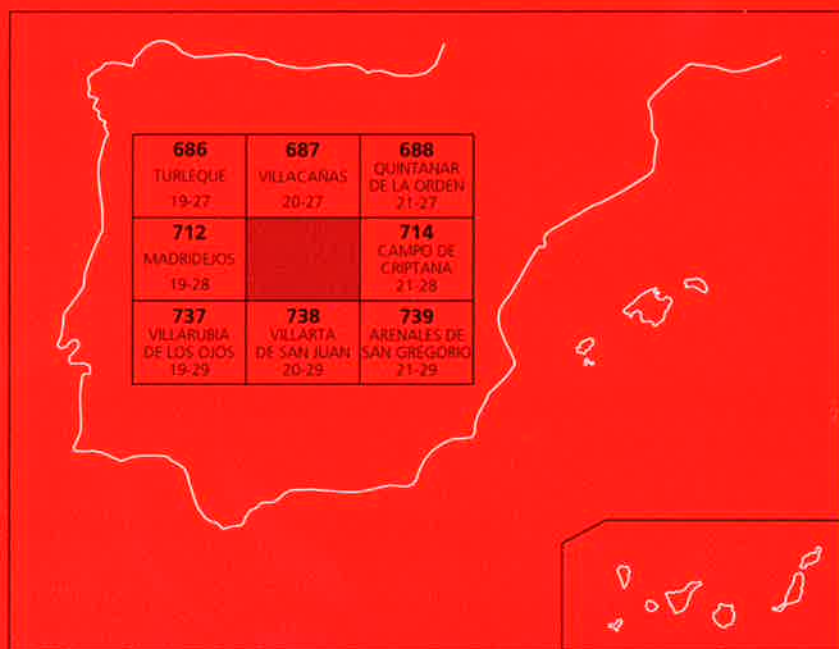 686
TURLEQUE
19-27
687
VILLACAÑAS
20-27
688
QUINTANAR
DE LA ORDEN
21-27
712
MADRIDEJOS
19-28
714
CAMPO DE
CRIPTANA
21-28
737
VILLARUBIA
DE LOS OJOS
19-29
738
VILLARTA
DE SAN JUAN
20-29
739
ARENALES DE
SAN GREGORIO
21-29